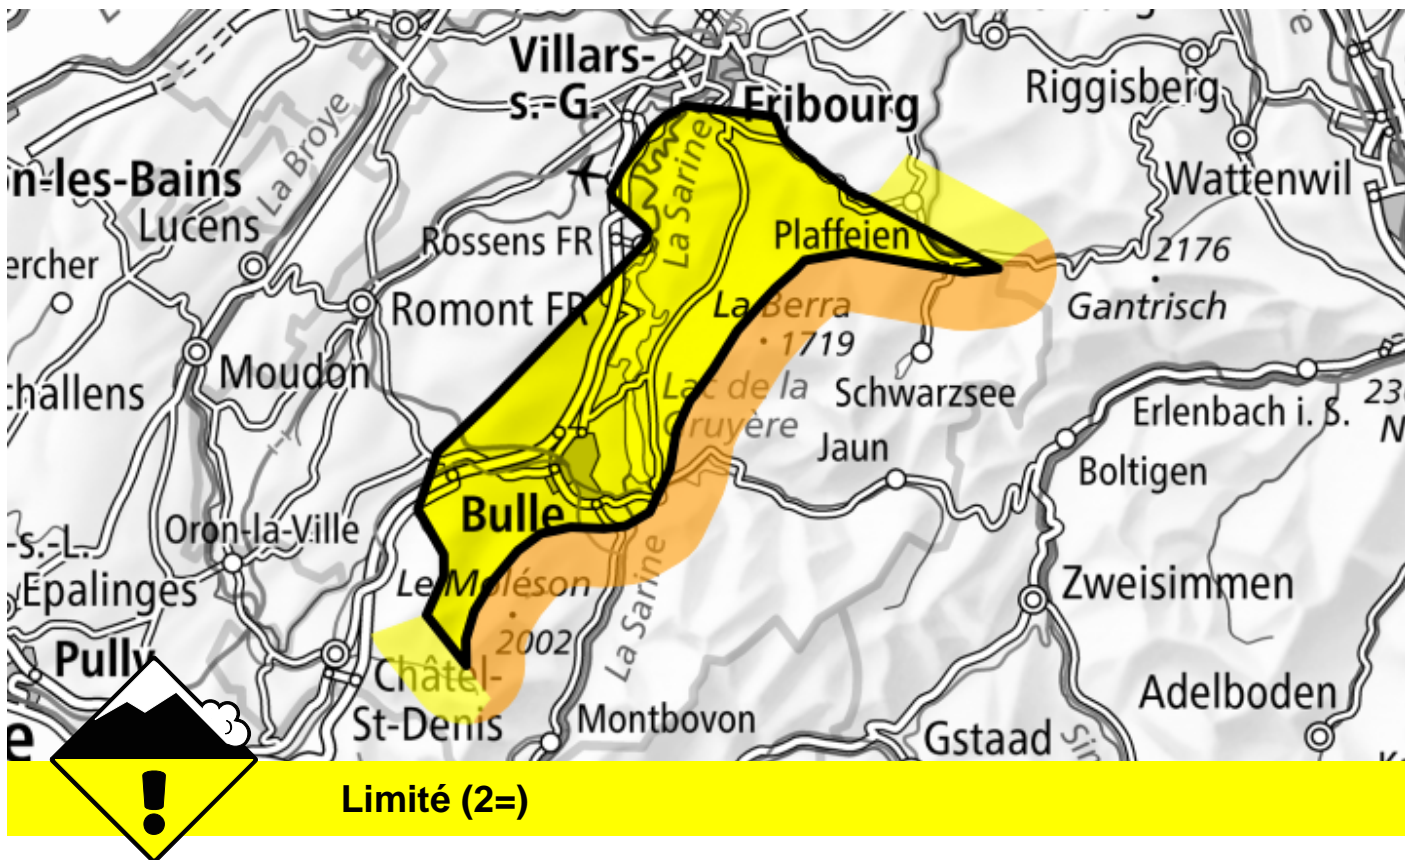 Villars-
s.-G.
Fribourg
Riggisberg
La Broye
La Sarine
n-les-Bains
Wattenwil
Lucens
Rossens FR
Plaffeien
2176
ercher
Romont FR
La Berra
Gantrisch
1719
Moudon
challens
Lac de la
Gruyère
Schwarzsee
Erlenbach i. S.
Jaun
Boltigen
Bulle
Oron-la-Ville
-s.-L.
Epalinges
Le Moléson
2002
La Sarine
Zweisimmen
Pully
Châtel-
St-Denis
Montbovon
Adelboden
Gstaad
Limité (2=)